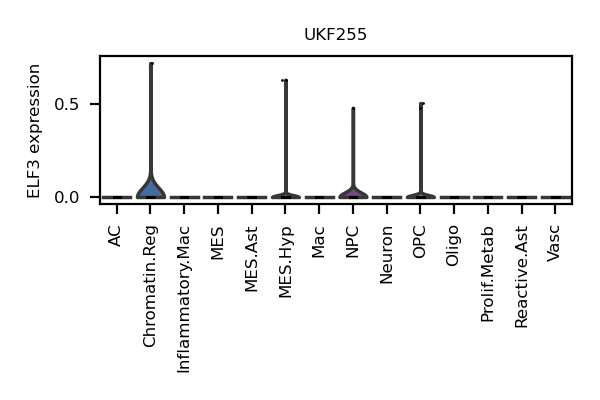 UKF255
ELF3 expression
0.5
0.0
AC
Chromatin.Reg
Inflammatory.Mac
MES
MES.Ast
MES.Hyp
Mac
NPC
Neuron
OPC
Oligo
Prolif.Metab
Reactive.Ast
Vasc